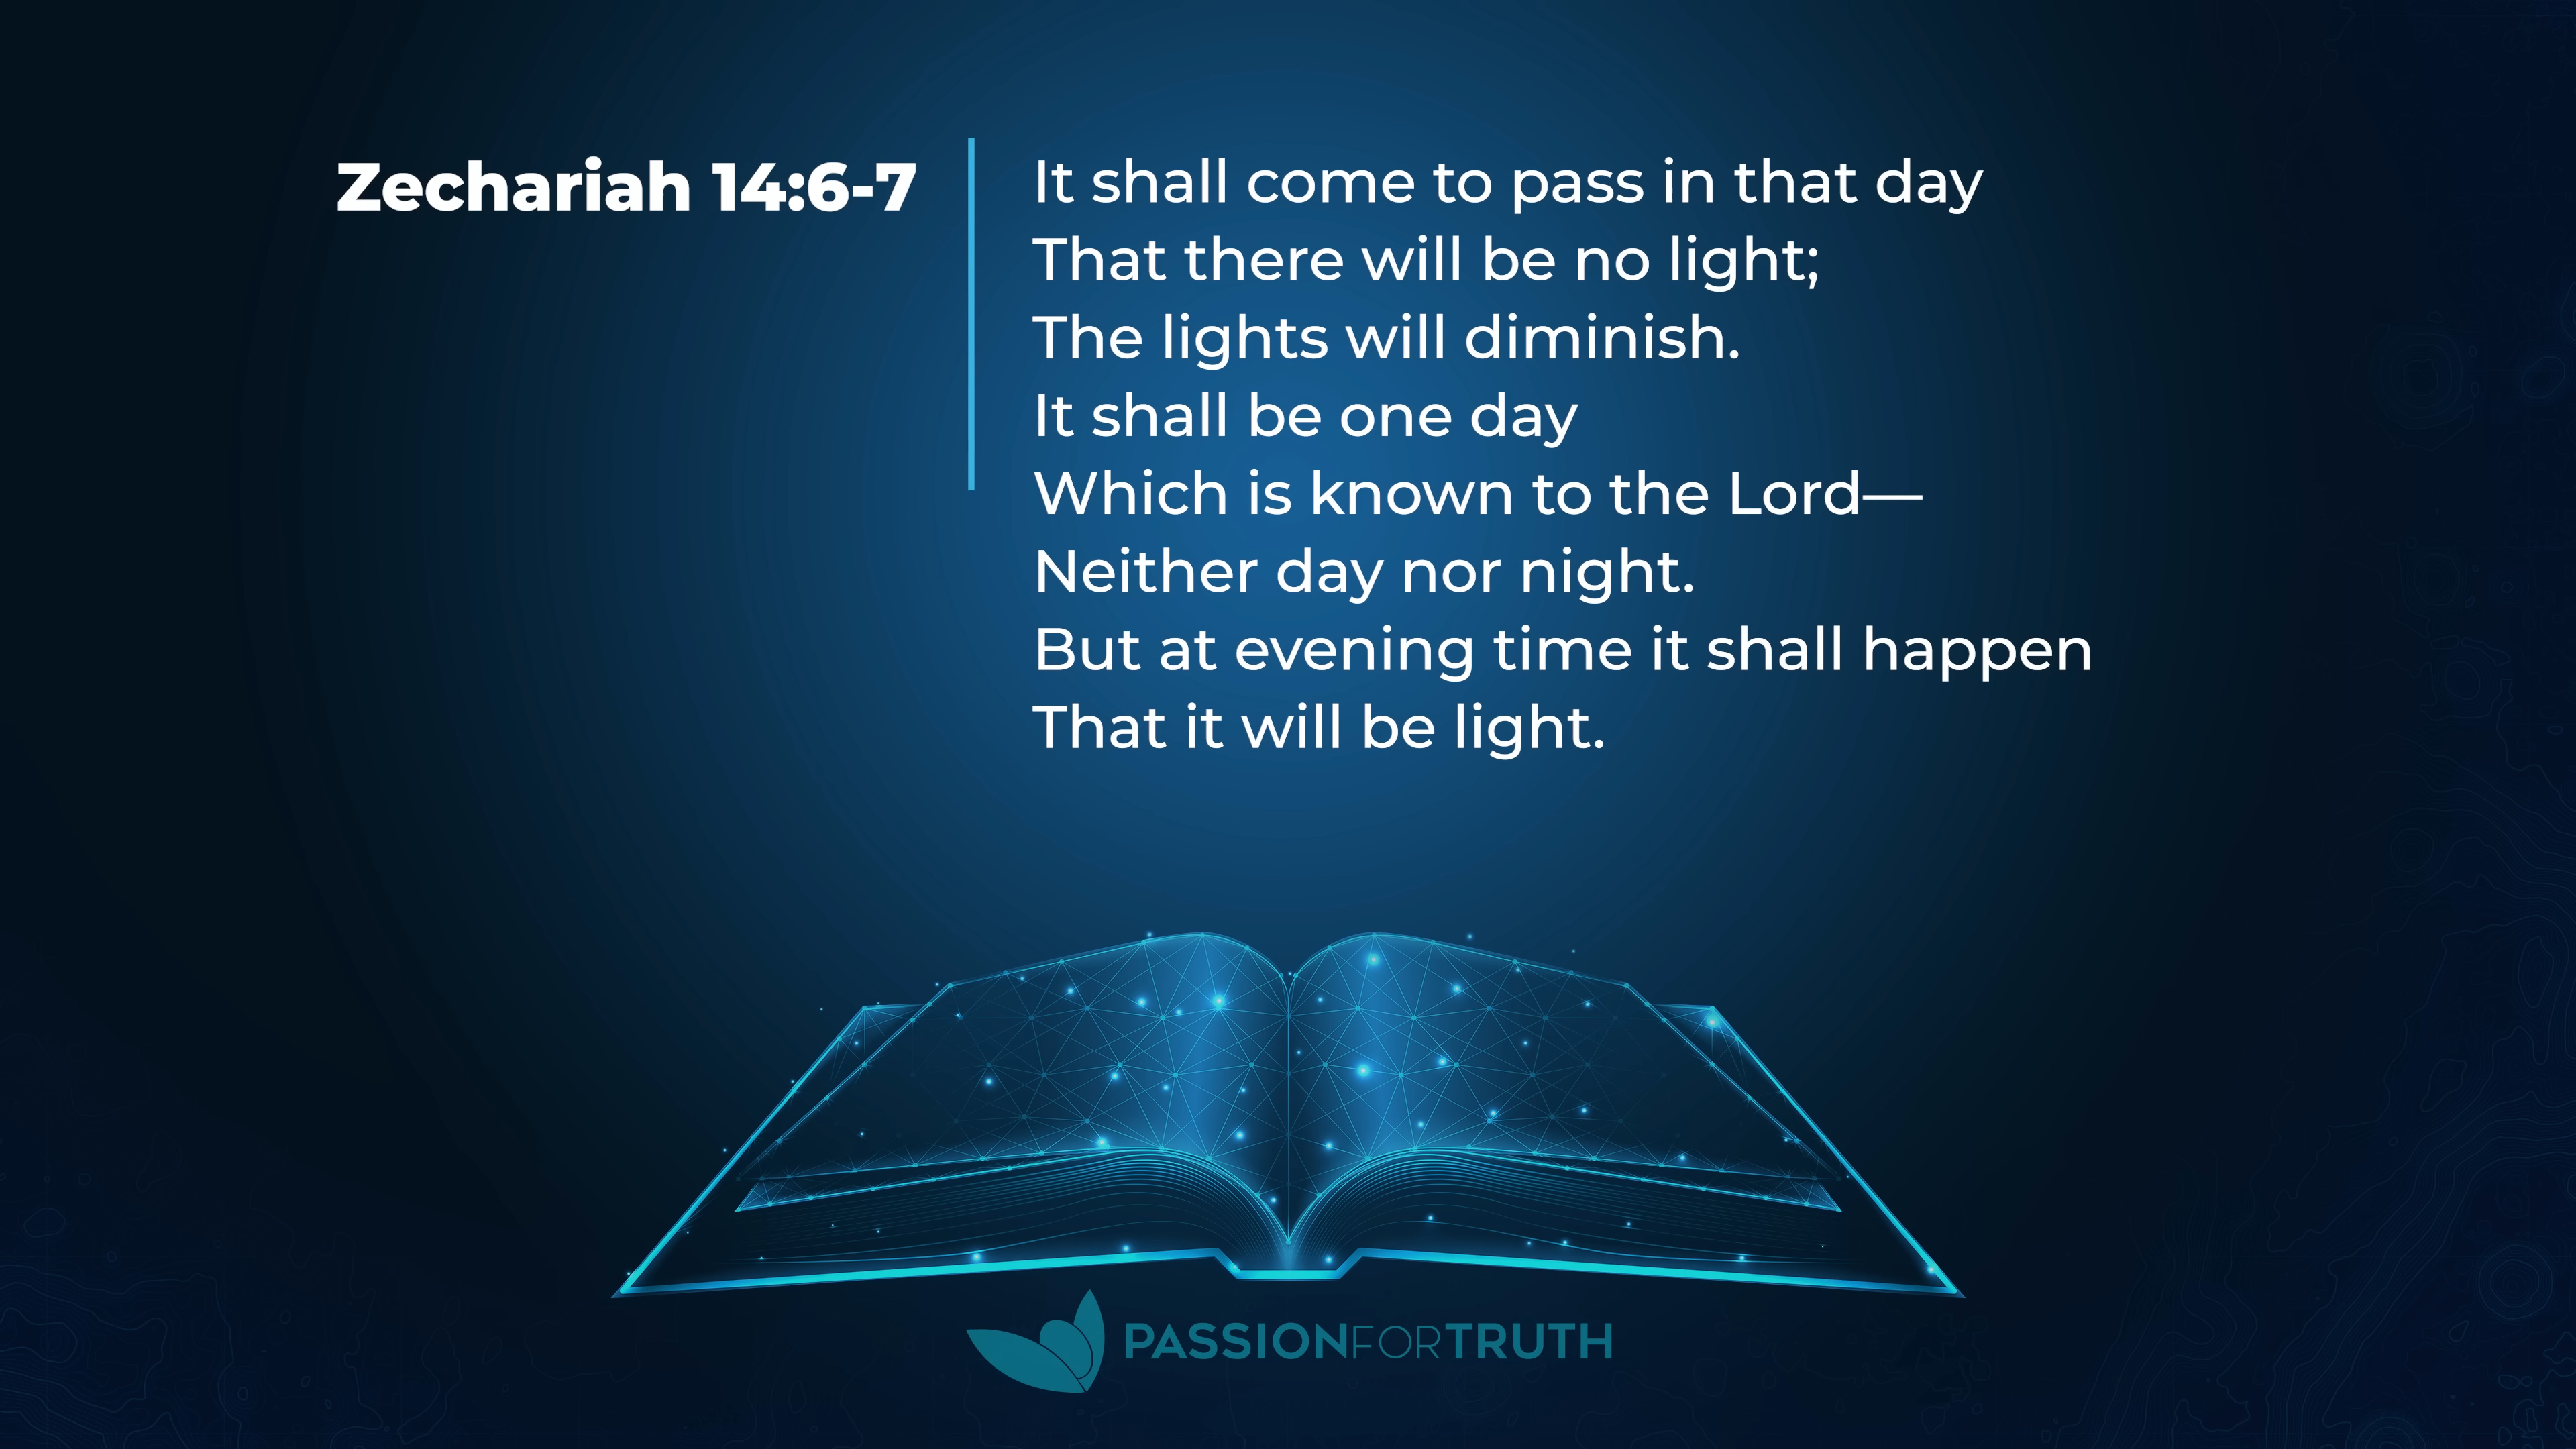 Zechariah 14:6-7
It shall come to pass in that day
That there will be no light;
The lights will diminish.
It shall be one day
Which is known to the Lord—
Neither day nor night.
But at evening time it shall happen
That it will be light.
PASSIONFORTRUTH